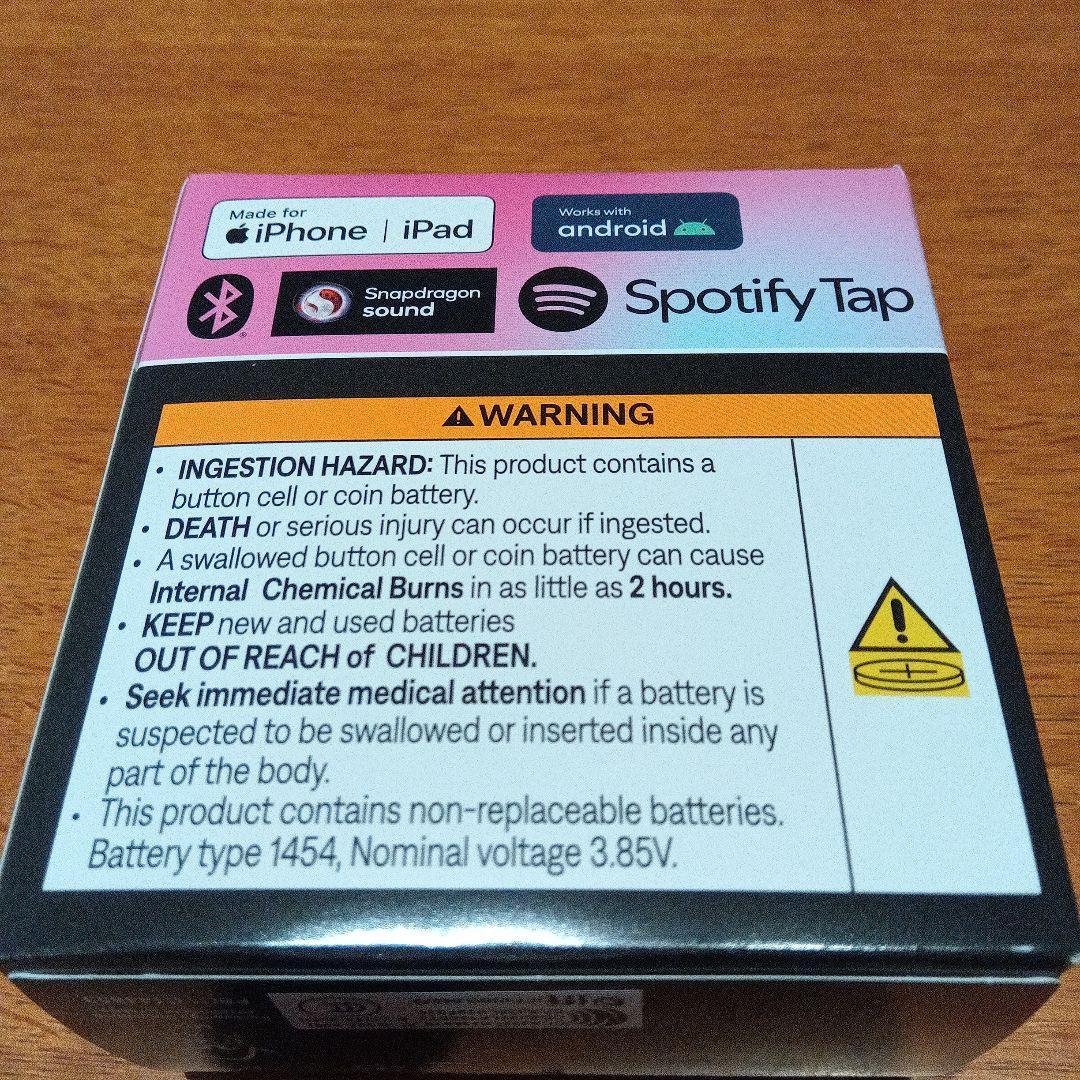 Made for
iPhone | iPad
Works with
android
Snapdragon
sound
Spotify Tap
WARNING
• INGESTION HAZARD: This product contains a
button cell or coin battery.
• DEATH or serious injury can occur if ingested.
• A swallowed button cell or coin battery can cause
Internal Chemical Burns in as little as 2 hours.
• KEEP new and used batteries
OUT OF REACH of CHILDREN.
• Seek immediate medical attention if a battery is
suspected to be swallowed or inserted inside any
part of the body.
• This product contains non-replaceable batteries.
Battery type 1454, Nominal voltage 3.85V.